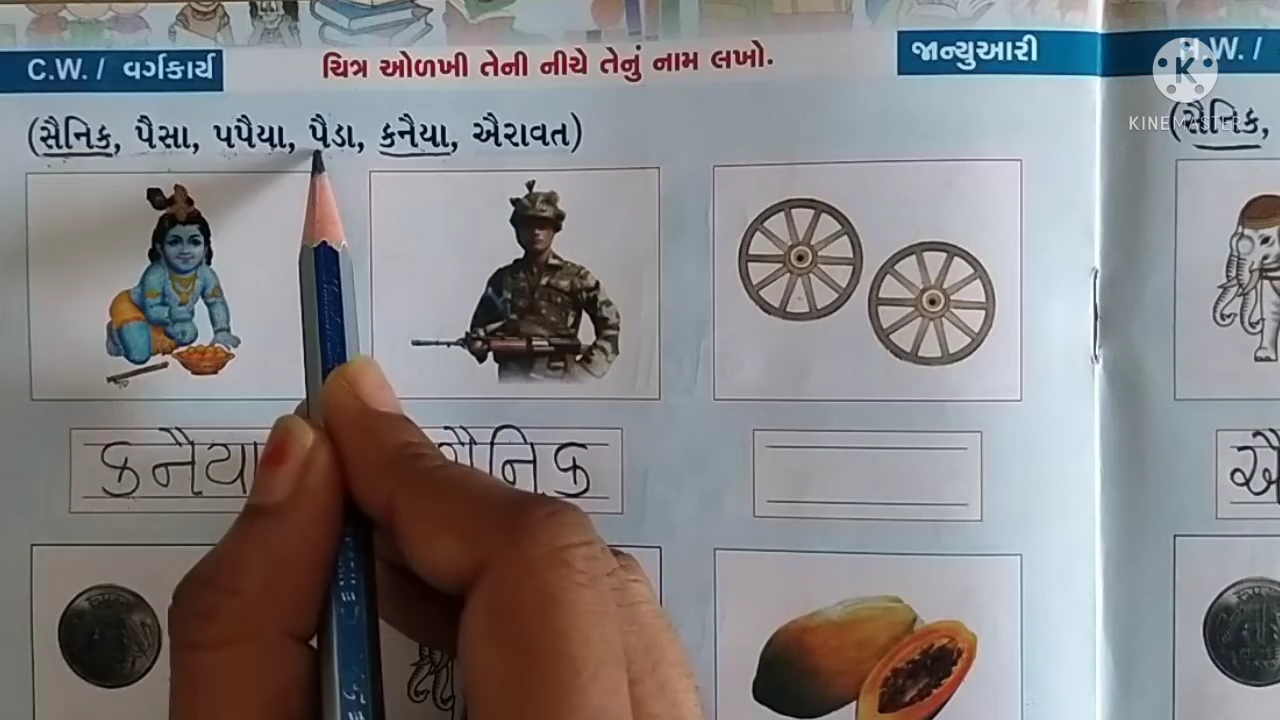 C.W. / વર્ગકાર્ય
ચિત્ર ઓળખી તેની નીચે તેનું નામ લખો.
જાન્યુઆરી
H.W. /
KINEMASTER
(સૈનિક, પૈસા, પપૈયા, પૈડા, કનૈયા, ઐરાવત)
(સૈનિક,
કનૈયા
સૈનિક
ઐ